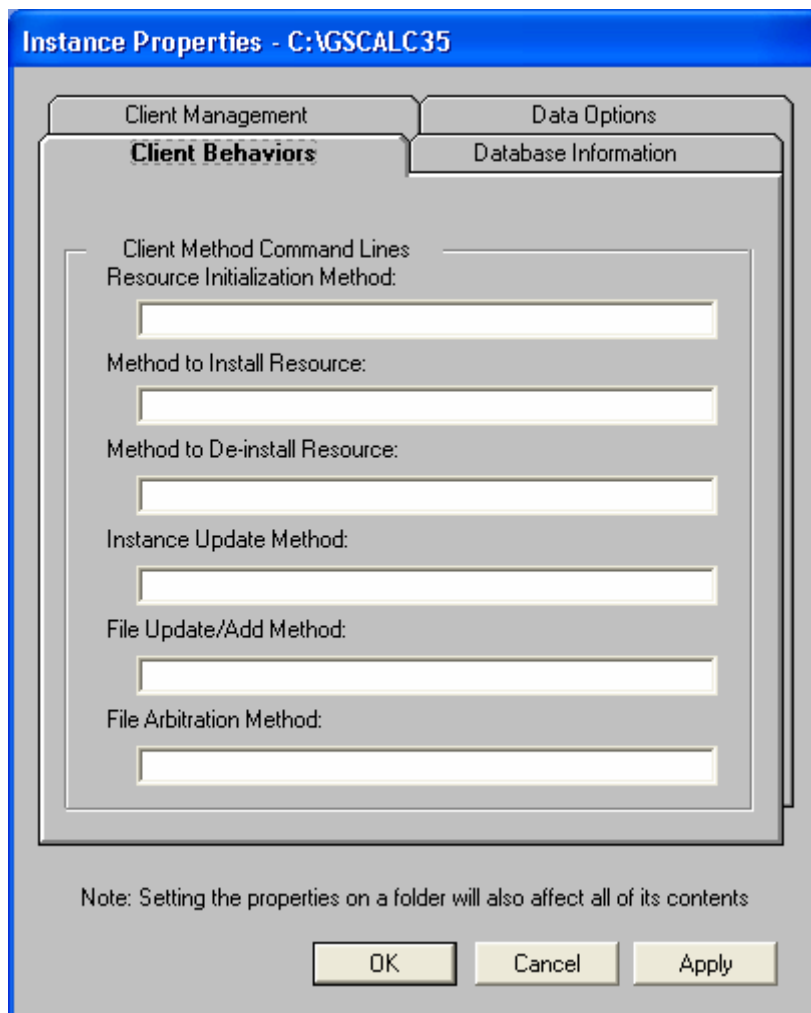 Instance Properties - C:\GSCALC35
Client Management
Data Options
Client Behaviors
Database Information
Client Method Command Lines
Resource Initialization Method:
Method to Install Resource:
Method to De-install Resource:
Instance Update Method:
File Update/Add Method:
File Arbitration Method:
Note: Setting the properties on a folder will also affect all of its contents
OK
Cancel
Apply